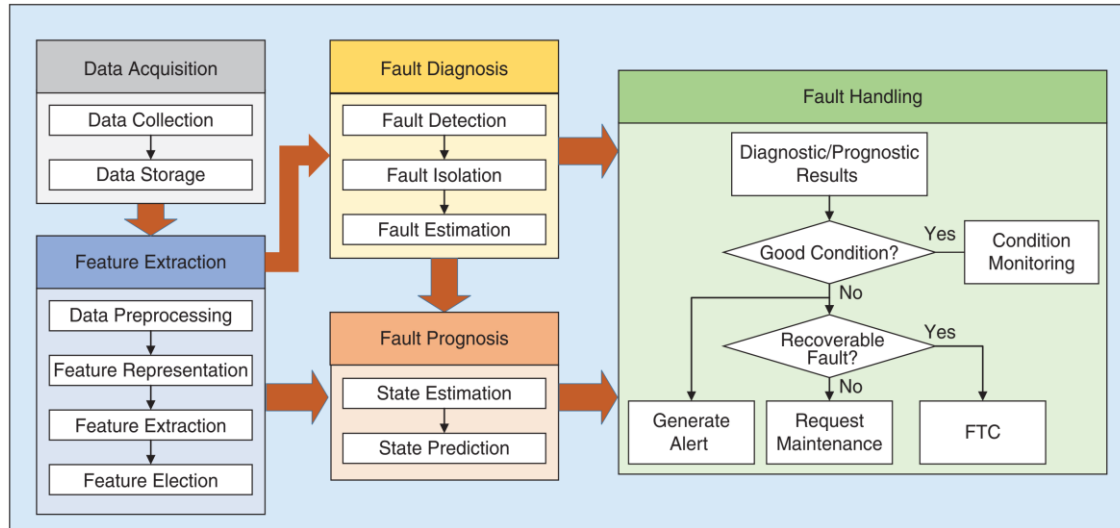 Data Acquisition
Data Collection
Data Storage
Feature Extraction
Data Preprocessing
Feature Representation
Feature Extraction
Feature Election
Fault Diagnosis
Fault Detection
Fault Isolation
Fault Estimation
Fault Prognosis
State Estimation
State Prediction
Fault Handling
Diagnostic/Prognostic
Results
Good Condition?
Yes
Condition
Monitoring
No
Recoverable
Fault?
Yes
No
Generate
Alert
Request
Maintenance
FTC